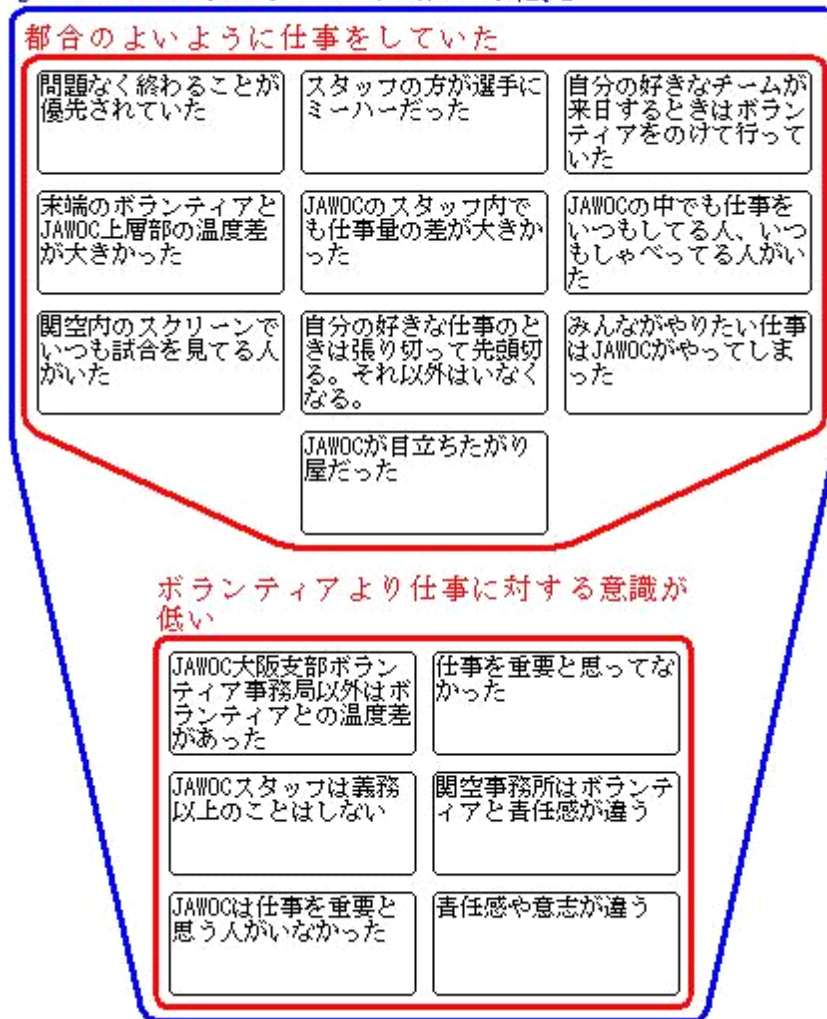 都合のよいように仕事をしていた
問題なく終わることが
優先されていた
スタッフの方が選手に
ミーハーだった
自分の好きなチームが
来日するときはボラン
ティアをのけて行って
いた
末端のボランティアと
JAWOC上層部の温度差
が大きかった
JAWOCのスタッフ内で
も仕事量の差が大きか
った
JAWOCの中でも仕事を
いつもしてる人、いつ
もしゃべってる人がい
た
関空内のスクリーンで
いつも試合を見てる人
がいた
自分の好きな仕事のと
きは張り切って先頭切
る。それ以外はいなく
なる。
みんながやりたい仕事
はJAWOCがやってしま
った
JAWOCが目立ちたがり
屋だった
ボランティアより仕事に対する意識が
低い
JAWOC大阪支部ボラン
ティア事務局以外はボ
ランティアとの温度差
があった
仕事を重要と思ってな
かった
JAWOCスタッフは義務
以上のことはしない
関空事務所はボランテ
ィアと責任感が違う
JAWOCは仕事を重要と
思う人がいなかった
責任感や意志が違う